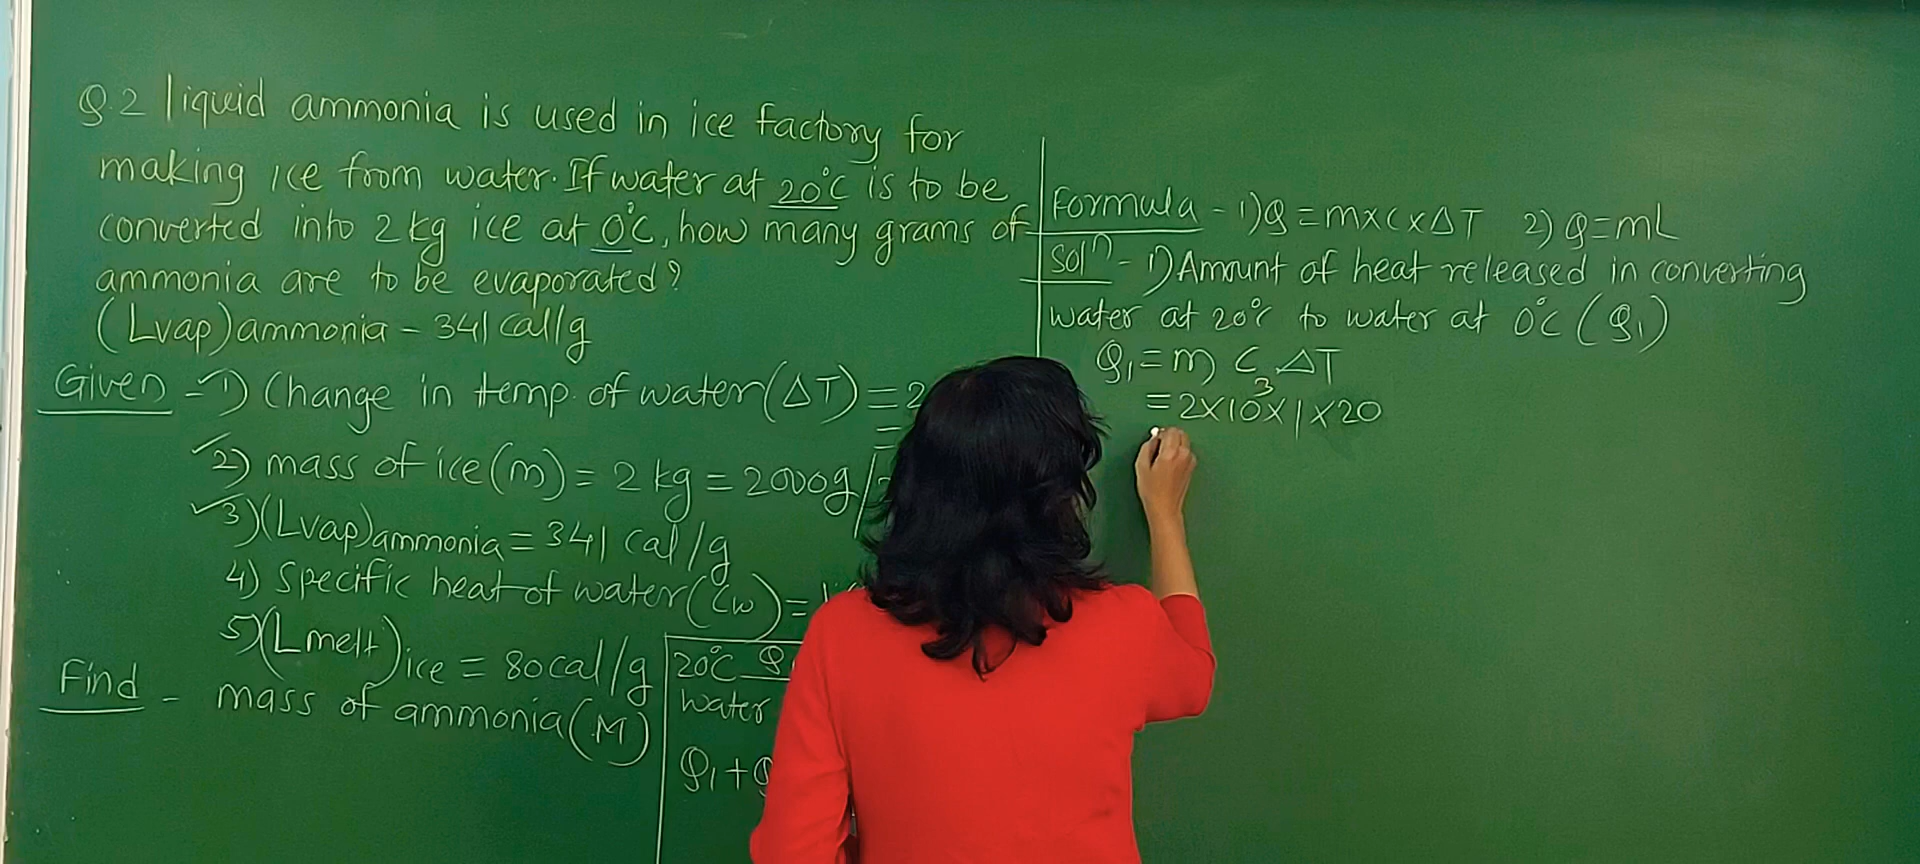 Q.2 liquid ammonia is used in ice factory for
making ice from water. If water at 20°C is to be
converted into 2 kg ice at 0°C, how many grams of
ammonia are to be evaporated?
(Lvap)ammonia - 341 cal/g
Given - 1) Change in temp. of water (ΔT) = 2
2) mass of ice (m) = 2 kg = 2000g
3) (Lvap)ammonia = 341 cal/g
4) Specific heat of water (Cw) =
5) (Lmelt)ice = 80cal/g
Find - mass of ammonia (M)
20°C Q
water
Q1 + Q
Formula - 1) Q = m×c×ΔT 2) Q = mL
Solⁿ - 1) Amount of heat released in converting
water at 20°C to water at 0°C (Q1)
Q1 = m C ΔT
= 2×10³×1×20